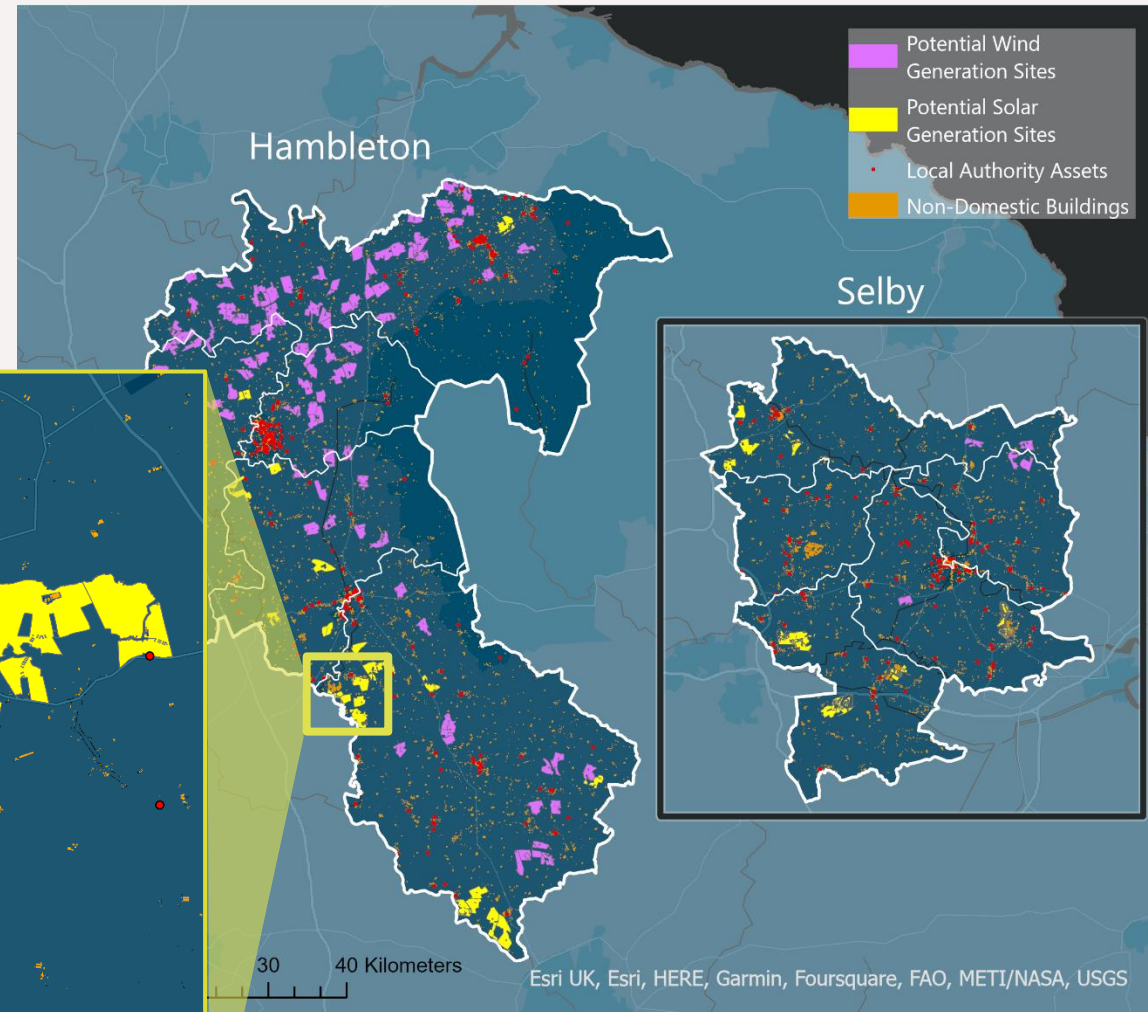 Potential Wind
Generation Sites
Potential Solar
Generation Sites
Local Authority Assets
Non-Domestic Buildings
Hambleton
Selby
30
40 Kilometers
Esri UK, Esri, HERE, Garmin, Foursquare, FAO, METI/NASA, USGS